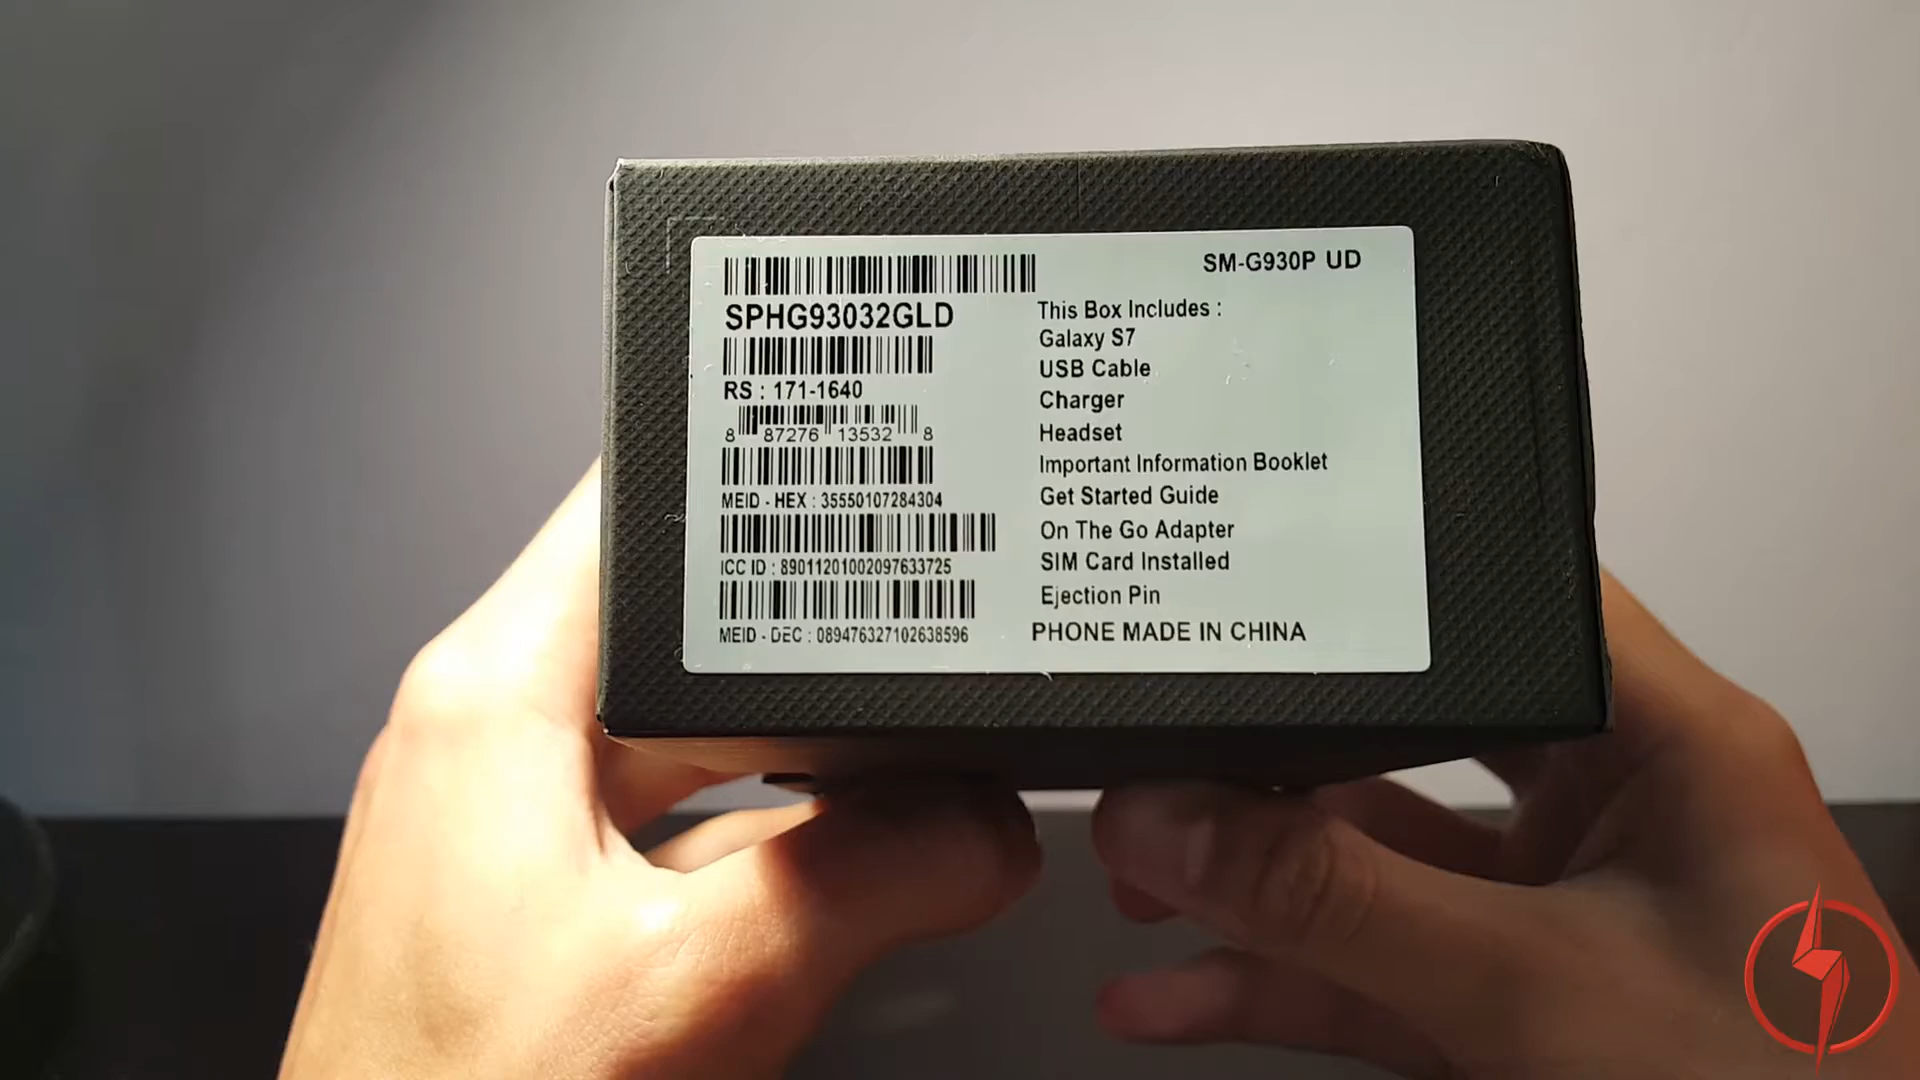 SM-G930P UD
SPHG93032GLD
RS : 171-1640
8 87276 13532 8
MEID - HEX : 35550107284304
ICC ID : 89011201002097633725
MEID - DEC : 089476327102638596
This Box Includes :
Galaxy S7
USB Cable
Charger
Headset
Important Information Booklet
Get Started Guide
On The Go Adapter
SIM Card Installed
Ejection Pin
PHONE MADE IN CHINA